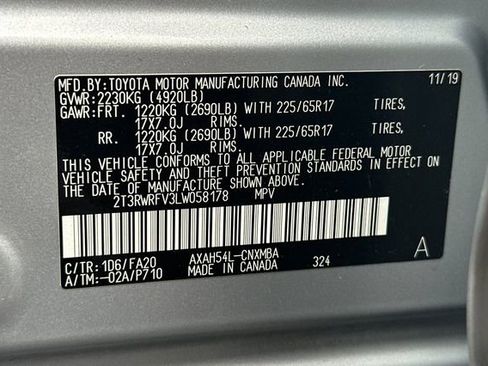 MFD.BY:TOYOTA MOTOR MANUFACTURING CANADA INC. 11/19
GVWR:2230KG (4920LB)
GAWR:FRT. 1220KG (2690LB) WITH 225/65R17 TIRES,
17X7.0J RIMS.
RR. 1220KG (2690LB) WITH 225/65R17 TIRES,
17X7.0J RIMS.
THIS VEHICLE CONFORMS TO ALL APPLICABLE FEDERAL MOTOR
VEHICLE SAFETY AND THEFT PREVENTION STANDARDS IN EFFECT
ON THE DATE OF MANUFACTURE SHOWN ABOVE.
2T3RWRFV3LW058178 MPV
C/TR:1D6/FA20 AXAH54L-CNXMBA A
A/TM:-02A/P710 MADE IN CANADA 324